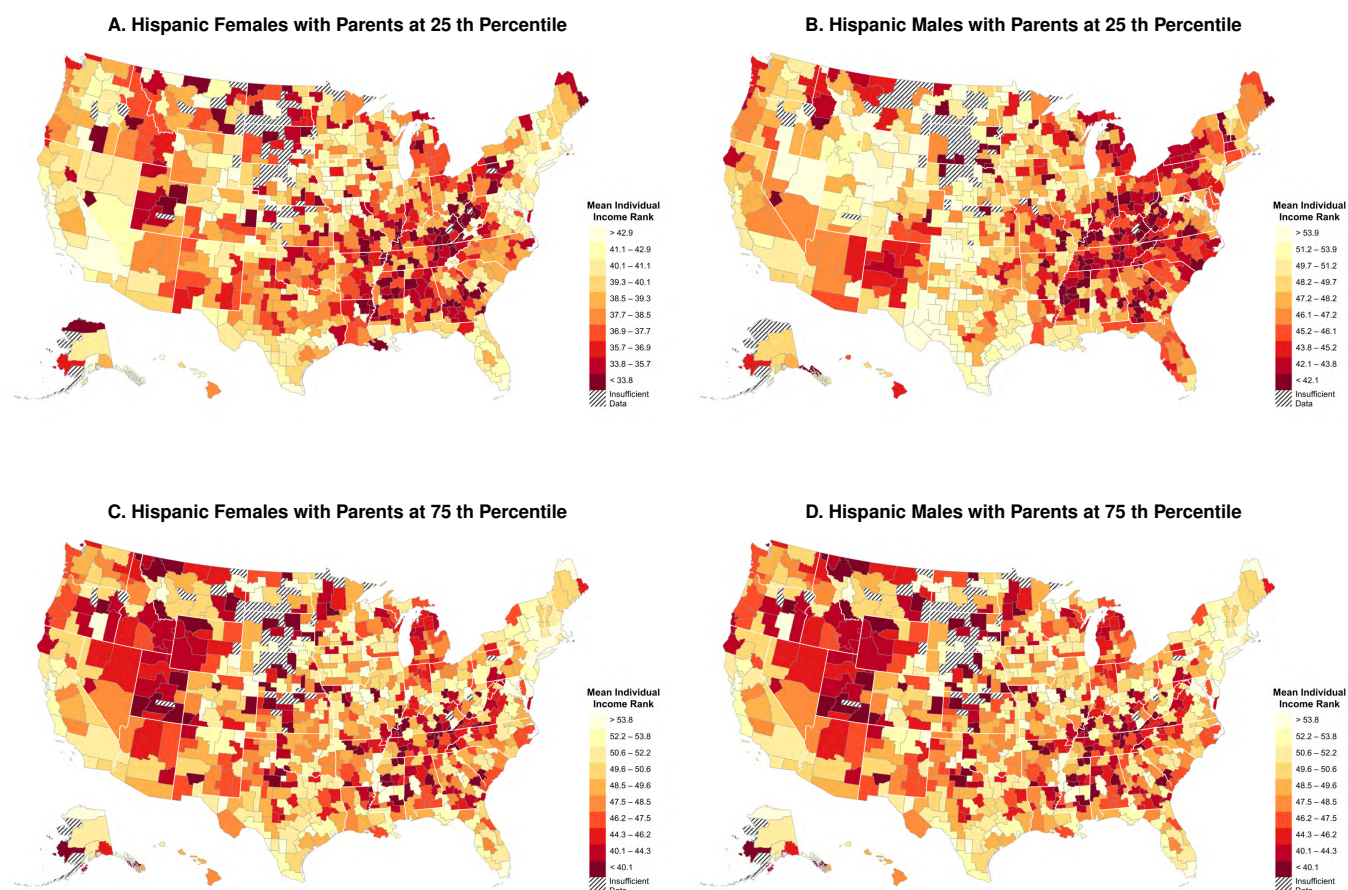 A. Hispanic Females with Parents at 25 th Percentile
Mean Individual
Income Rank
> 42.9
41.1 – 42.9
40.1 – 41.1
39.3 – 40.1
38.5 – 39.3
37.7 – 38.5
36.9 – 37.7
35.7 – 36.9
33.8 – 35.7
< 33.8
Insufficient
Data
B. Hispanic Males with Parents at 25 th Percentile
Mean Individual
Income Rank
> 53.9
51.2 – 53.9
49.7 – 51.2
48.2 – 49.7
47.2 – 48.2
46.1 – 47.2
45.2 – 46.1
43.8 – 45.2
42.1 – 43.8
< 42.1
Insufficient
Data
C. Hispanic Females with Parents at 75 th Percentile
Mean Individual
Income Rank
> 53.8
52.2 – 53.8
50.6 – 52.2
49.6 – 50.6
48.5 – 49.6
47.5 – 48.5
46.2 – 47.5
44.3 – 46.2
40.1 – 44.3
< 40.1
Insufficient
Data
D. Hispanic Males with Parents at 75 th Percentile
Mean Individual
Income Rank
> 53.8
52.2 – 53.8
50.6 – 52.2
49.6 – 50.6
48.5 – 49.6
47.5 – 48.5
46.2 – 47.5
44.3 – 46.2
40.1 – 44.3
< 40.1
Insufficient
Data